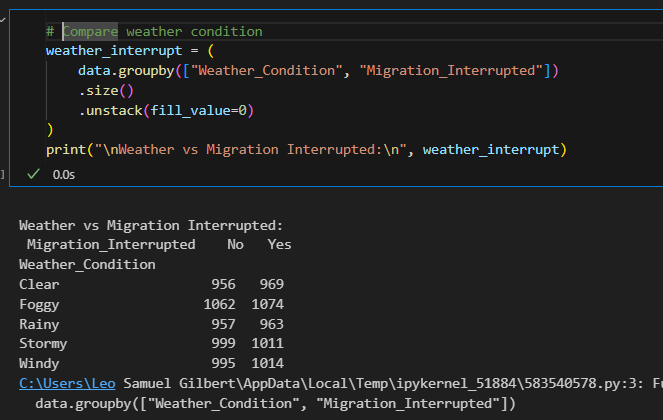 # Compare weather condition
weather_interrupt = (
    data.groupby(["Weather_Condition", "Migration_Interrupted"])
    .size()
    .unstack(fill_value=0)
)
print("\nWeather vs Migration Interrupted:\n", weather_interrupt)
] 0.0s
Weather vs Migration Interrupted:
 Migration_Interrupted    No   Yes
Weather_Condition
Clear                   956   969
Foggy                  1062  1074
Rainy                   957   963
Stormy                  999  1011
Windy                   995  1014
C:\Users\Leo Samuel Gilbert\AppData\Local\Temp\ipykernel_51884\583540578.py:3: Fu
  data.groupby(["Weather_Condition", "Migration_Interrupted"])